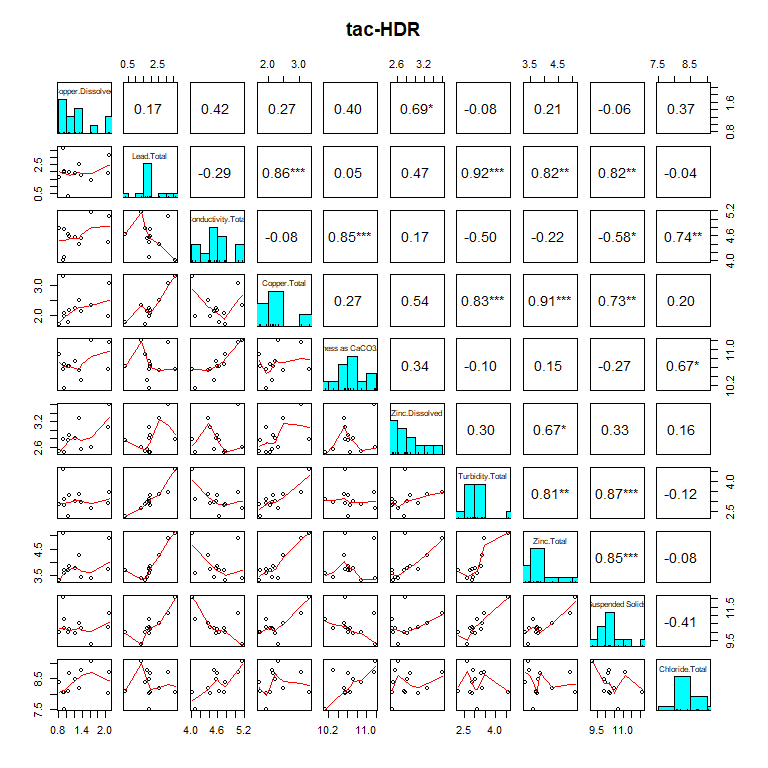 tac-HDR
0.5 2.5 2.0 3.0 2.6 3.2 3.5 4.5 7.5 8.5
opper.Dissolved 0.17 0.42 0.27 0.40 0.69* -0.08 0.21 -0.06 0.37 0.8 1.6
0.5 2.5 Lead.Total -0.29 0.86*** 0.05 0.47 0.92*** 0.82** 0.82** -0.04
onductivity.Tota -0.08 0.85*** 0.17 -0.50 -0.22 -0.58* 0.74** 4.0 4.6 5.2
2.0 3.0 Copper.Total 0.27 0.54 0.83*** 0.91*** 0.73** 0.20
ness as CaCO3. 0.34 -0.10 0.15 -0.27 0.67* 10.2 11.0
2.6 3.2 Zinc.Dissolved 0.30 0.67* 0.33 0.16
Turbidity.Total 0.81** 0.87*** -0.12 2.5 4.0
3.5 4.5 Zinc.Total 0.85*** -0.08
Suspended Solids -0.41 9.5 11.5
7.5 8.5 Chloride.Total
0.8 1.4 2.0 4.0 4.6 5.2 10.2 11.0 2.5 4.0 9.5 11.0